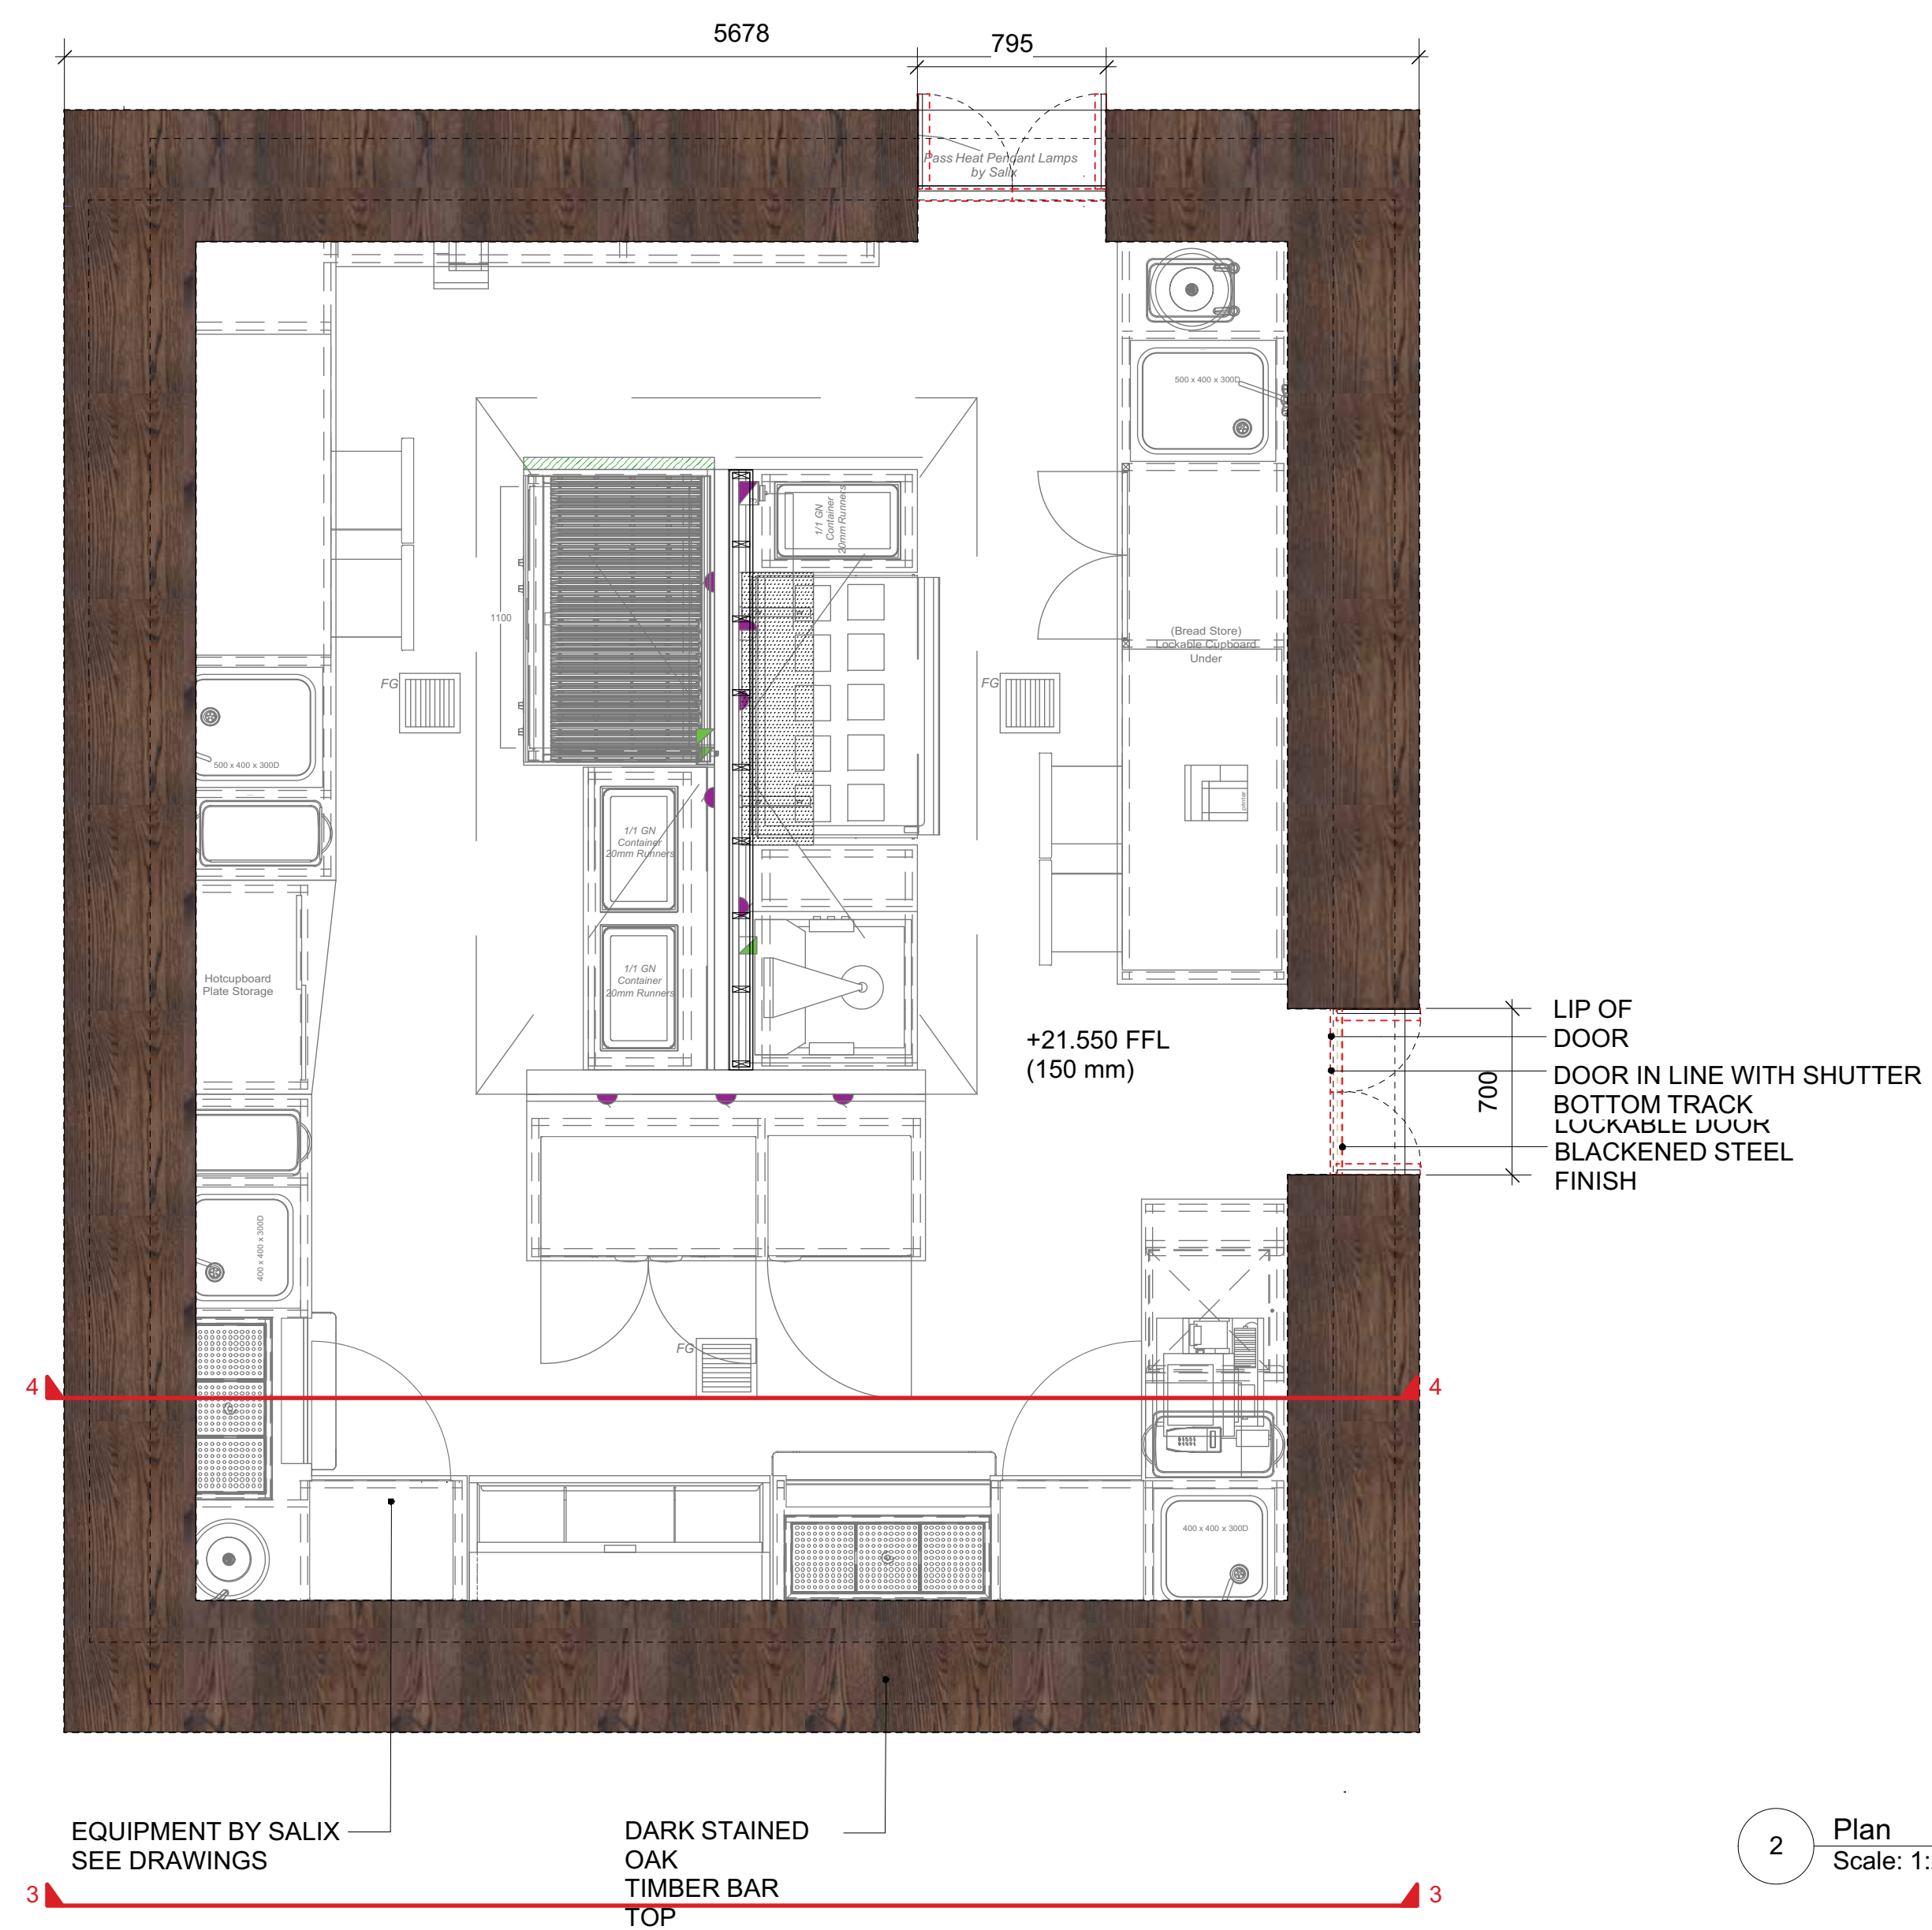 5678
795
Pass Heat Pendant Lamps
by Salix
500 x 400 x 300D
1/1 GN
Container
20mm Runners
1100
(Bread Store)
Lockable Cupboard
Under
FG
FG
500 x 400 x 300D
printer
1/1 GN
Container
20mm Runners
Hotcupboard
Plate Storage
1/1 GN
Container
20mm Runners
+21.550 FFL
(150 mm)
700
LIP OF
DOOR
DOOR IN LINE WITH SHUTTER
BOTTOM TRACK
LOCKABLE DOOR
BLACKENED STEEL
FINISH
400 x 400 x 300D
FG
4
4
400 x 400 x 300D
EQUIPMENT BY SALIX
SEE DRAWINGS
DARK STAINED
OAK
TIMBER BAR
TOP
2
Plan
Scale: 1:
3
3